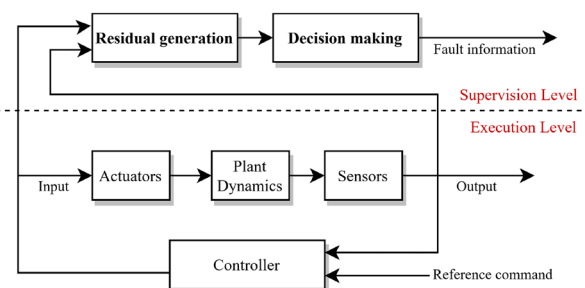 Residual generation
Decision making
Fault information
Supervision Level
Execution Level
Input
Actuators
Plant
Dynamics
Sensors
Output
Controller
Reference command